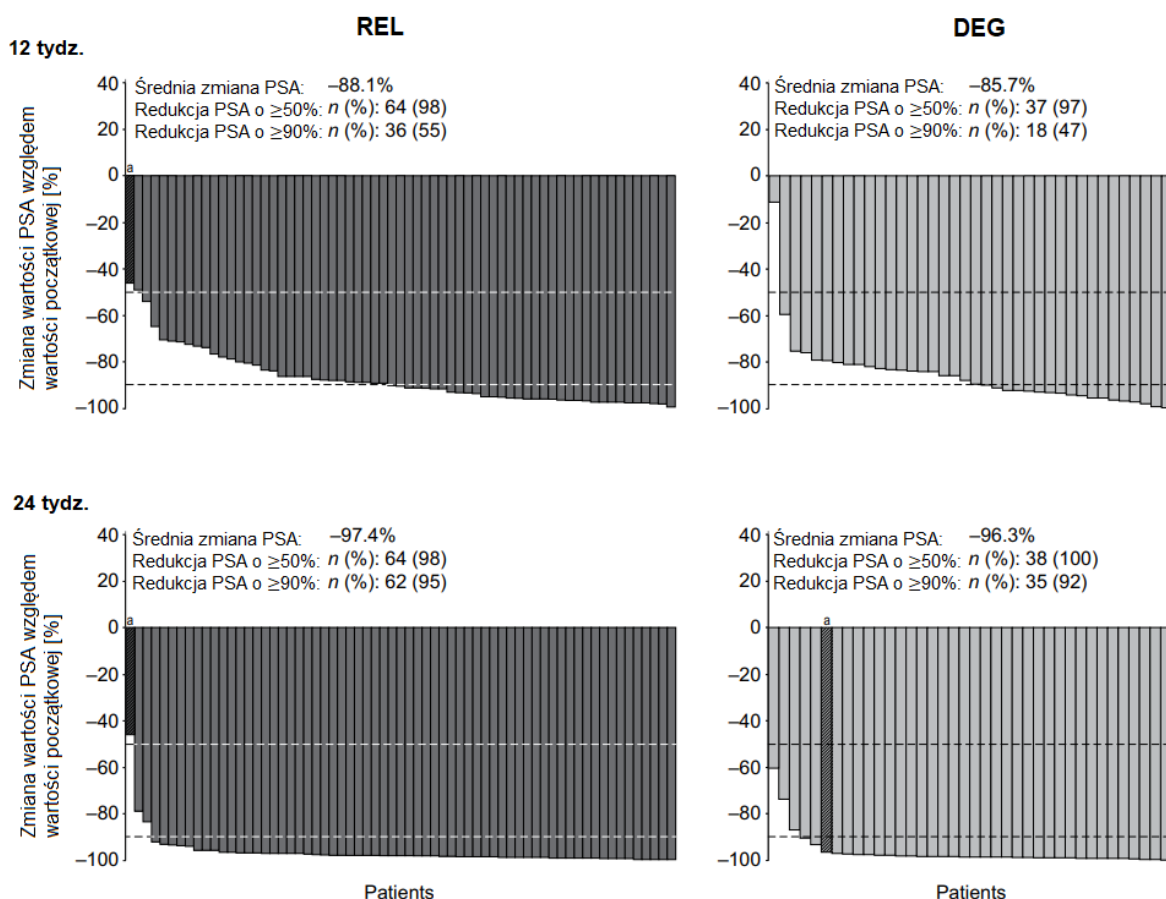 REL
DEG
12 tydz.
Średnia zmiana PSA: –88.1%
Redukcja PSA o ≥50%: n (%): 64 (98)
Redukcja PSA o ≥90%: n (%): 36 (55)
Zmiana wartości PSA względem
wartości początkowej [%]
40
20
0
–20
–40
–60
–80
–100
a
Średnia zmiana PSA: –85.7%
Redukcja PSA o ≥50%: n (%): 37 (97)
Redukcja PSA o ≥90%: n (%): 18 (47)
40
20
0
–20
–40
–60
–80
–100
24 tydz.
Średnia zmiana PSA: –97.4%
Redukcja PSA o ≥50%: n (%): 64 (98)
Redukcja PSA o ≥90%: n (%): 62 (95)
Zmiana wartości PSA względem
wartości początkowej [%]
40
20
0
–20
–40
–60
–80
–100
a
Patients
Średnia zmiana PSA: –96.3%
Redukcja PSA o ≥50%: n (%): 38 (100)
Redukcja PSA o ≥90%: n (%): 35 (92)
40
20
0
–20
–40
–60
–80
–100
a
Patients